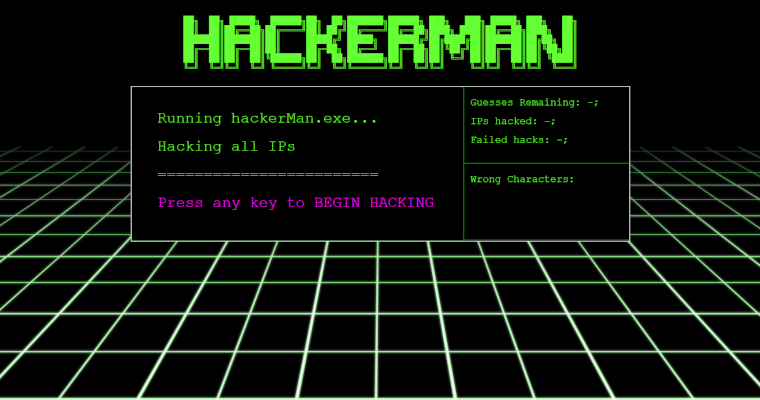 HACKERMAN
Running hackerMan.exe...
Hacking all IPs
========================
Press any key to BEGIN HACKING
Guesses Remaining: -;
IPs hacked: -;
Failed hacks: -;
Wrong Characters: